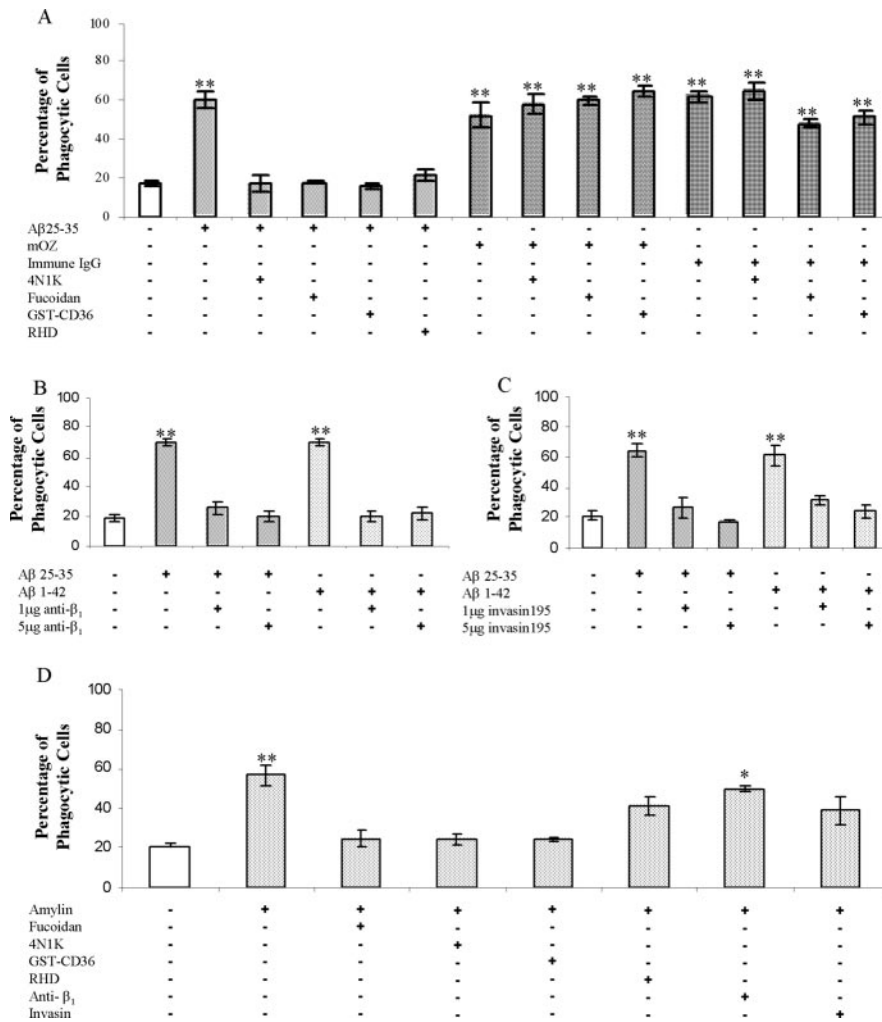 A
Percentage of
Phagocytic Cells
100
80
60
40
20
0
** ** ** ** ** ** ** ** **
Aβ25-35 - + + + + + - - - - - - - -
mOZ - - - - - - + + + + - - - -
Immune IgG - - - - - - - - - - + + + +
4N1K - - + - - - - + - - - + - -
Fucoidan - - - + - - - - + - - - + -
GST-CD36 - - - - + - - - - + - - - +
RHD - - - - - + - - - - - - - -
B
Percentage of
Phagocytic Cells
100
80
60
40
20
0
** **
Aβ 25-35 - + + + - - -
Aβ 1-42 - - - - + + +
1μg anti-β1 - - + - - + -
5μg anti-β1 - - - + - - +
C
Percentage of
Phagocytic Cells
100
80
60
40
20
0
** **
Aβ 25-35 - + + + - - -
Aβ 1-42 - - - - + + +
1μg invasin195 - - + - - + -
5μg invasin195 - - - + - - +
D
Percentage of
Phagocytic Cells
100
80
60
40
20
0
** *
Amylin - + + + + + + +
Fucoidan - - + - - - - -
4N1K - - - + - - - -
GST-CD36 - - - - + - - -
RHD - - - - - + - -
Anti- β1 - - - - - - + -
Invasin - - - - - - - +